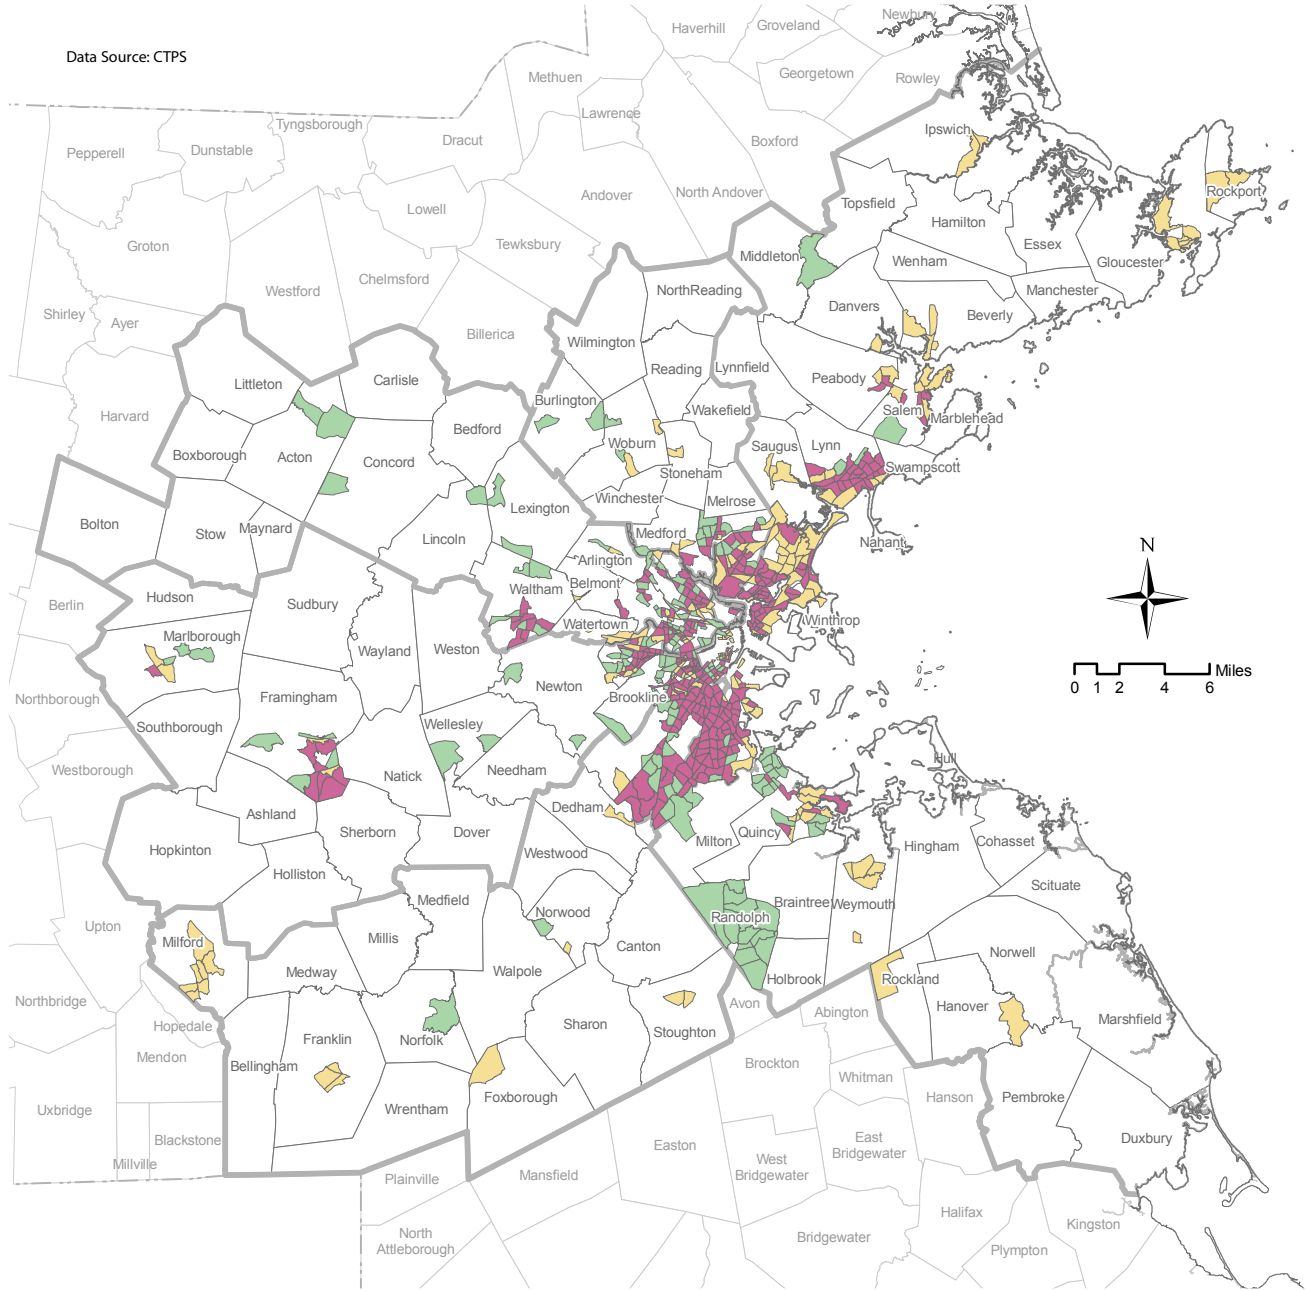 Data Source: CTPS
Haverhill
Groveland
Newbury
Methuen
Georgetown
Rowley
Lawrence
Tyngsborough
Pepperell
Dunstable
Dracut
Boxford
Ipswich
Andover
North Andover
Rockport
Lowell
Topsfield
Hamilton
Groton
Tewksbury
Essex
Middleton
Wenham
Gloucester
Chelmsford
Westford
NorthReading
Manchester
Shirley
Ayer
Danvers
Beverly
Billerica
Wilmington
Reading
Lynnfield
Littleton
Carlisle
Peabody
Burlington
Wakefield
Salem
Marblehead
Harvard
Bedford
Woburn
Saugus
Lynn
Boxborough
Acton
Concord
Stoneham
Swampscott
Winchester
Melrose
Lexington
Bolton
Stow
Maynard
Lincoln
Medford
Nahant
N
Arlington
Waltham
Belmont
Hudson
Sudbury
Berlin
Watertown
Winthrop
Marlborough
Wayland
Weston
Miles
0 1 2 4 6
Newton
Northborough
Framingham
Brookline
Southborough
Wellesley
Hull
Westborough
Natick
Needham
Dedham
Ashland
Sherborn
Dover
Milton
Quincy
Hopkinton
Westwood
Hingham
Cohasset
Holliston
Scituate
Medfield
Norwood
Randolph
Braintree
Weymouth
Upton
Milford
Millis
Canton
Norwell
Medway
Walpole
Holbrook
Rockland
Northbridge
Avon
Hanover
Hopedale
Abington
Marshfield
Franklin
Norfolk
Sharon
Stoughton
Mendon
Bellingham
Brockton
Whitman
Foxborough
Hanson
Pembroke
Uxbridge
Wrentham
Blackstone
Easton
East
Bridgewater
Duxbury
Millville
West
Bridgewater
Plainville
Mansfield
Halifax
Kingston
North
Attleborough
Bridgewater
Plympton